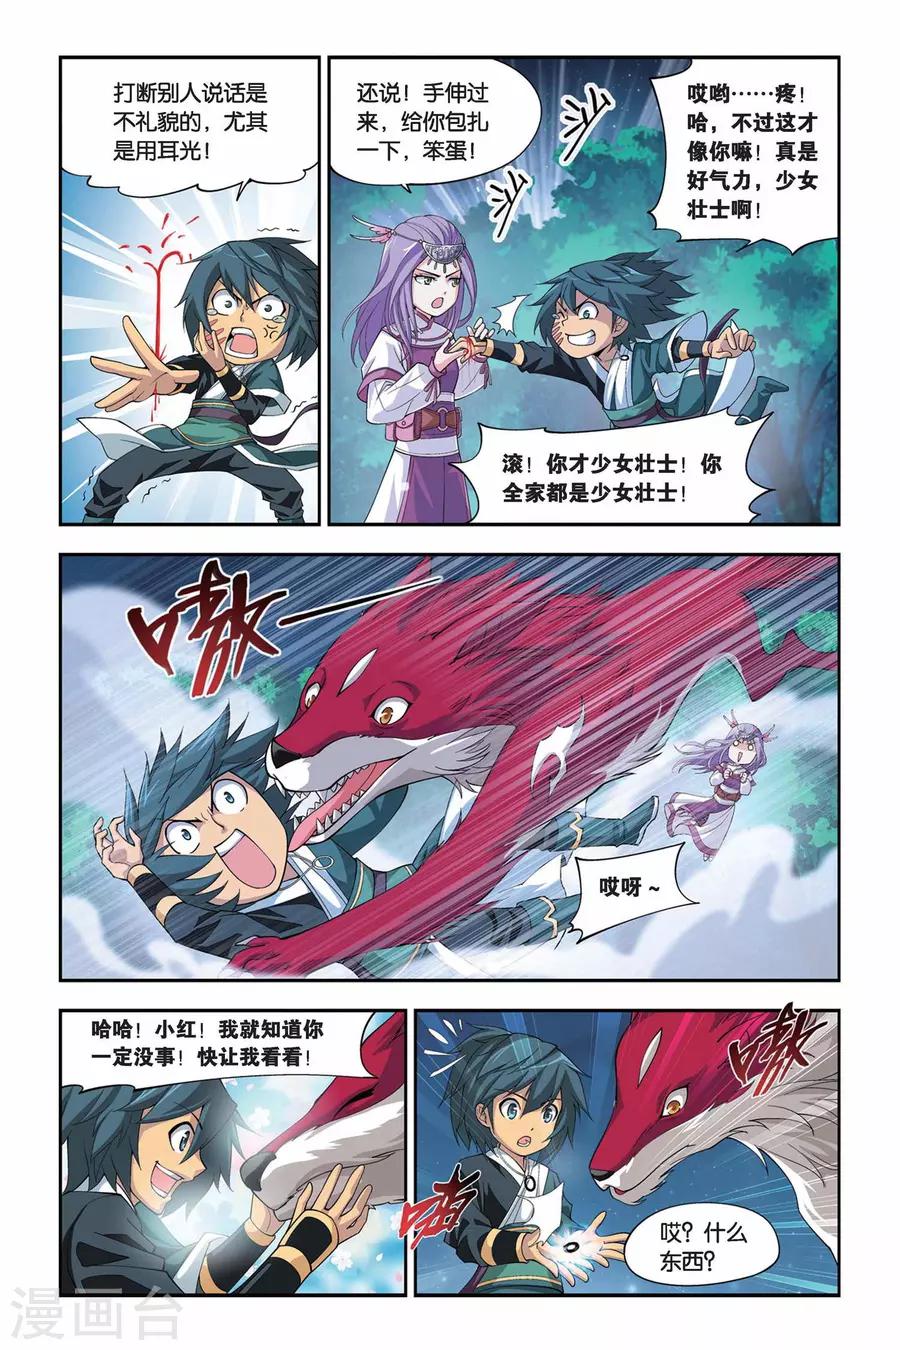 打断别人说话是
不礼貌的，尤其
是用耳光！
还说！手伸过
来，给你包扎
一下，笨蛋！
哎哟……疼！
哈，不过这才
像你嘛！真是
好气力，少女
壮士啊！
滚！你才少女壮士！你
全家都是少女壮士！
嗷——
哎呀～
哈哈！小红！我就知道你
一定没事！快让我看看！
嗷
哎？什么
东西？
漫画台